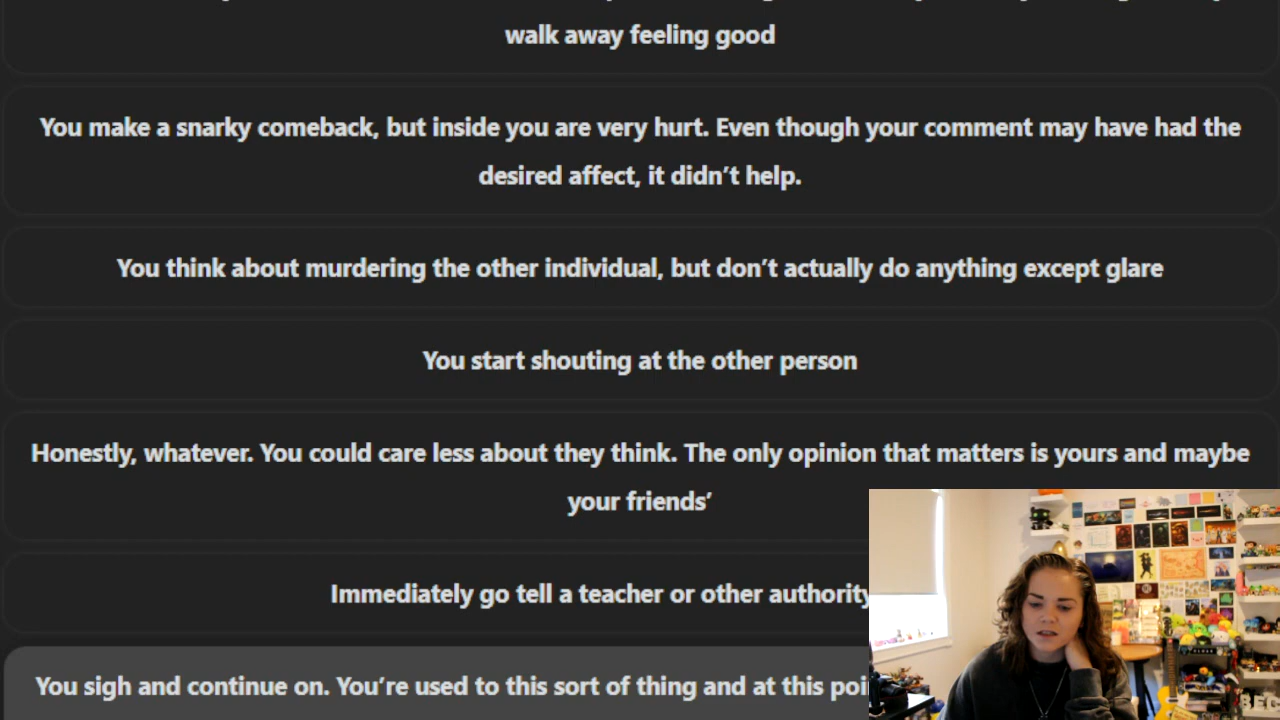 walk away feeling good
You make a snarky comeback, but inside you are very hurt. Even though your comment may have had the
desired affect, it didn’t help.
You think about murdering the other individual, but don’t actually do anything except glare
You start shouting at the other person
Honestly, whatever. You could care less about they think. The only opinion that matters is yours and maybe
your friends’
Immediately go tell a teacher or other authority
You sigh and continue on. You’re used to this sort of thing and at this poi